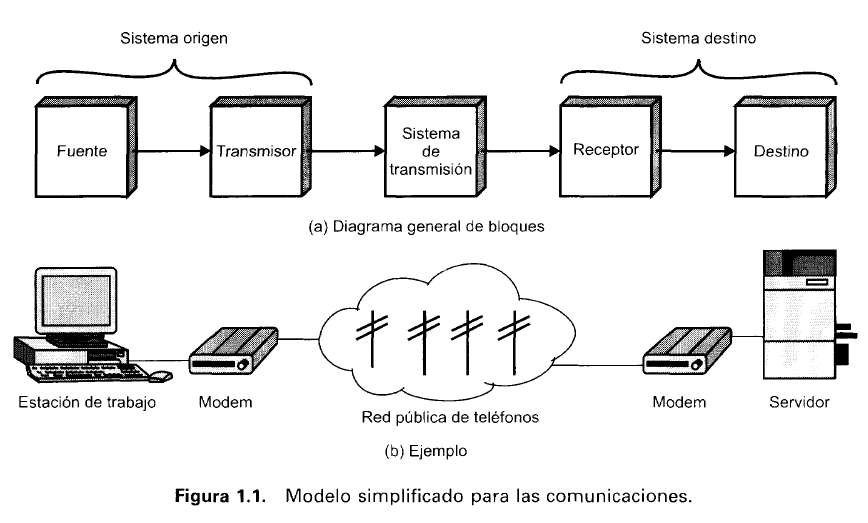 Sistema origen
Sistema destino
Fuente
Transmisor
Sistema
de
transmisión
Receptor
Destino
(a) Diagrama general de bloques
Estación de trabajo
Modem
Red pública de teléfonos
Modem
Servidor
(b) Ejemplo
Figura 1.1. Modelo simplificado para las comunicaciones.